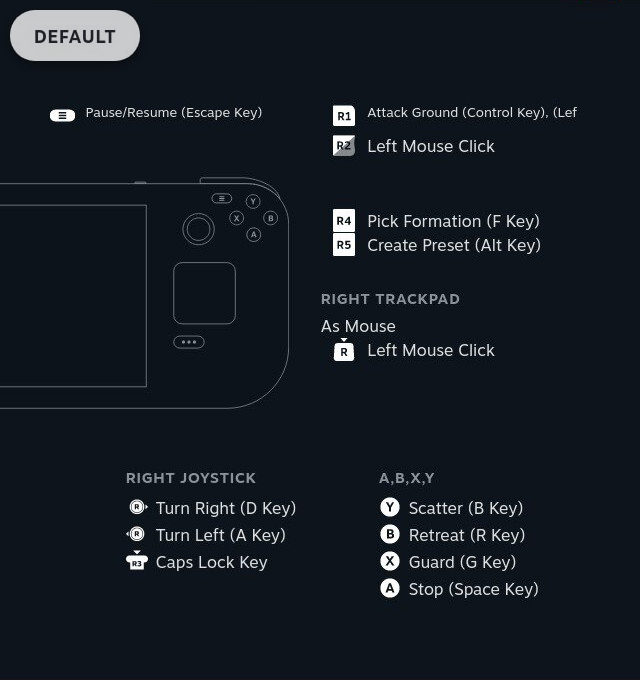 DEFAULT
Pause/Resume (Escape Key)
R1 Attack Ground (Control Key), (Lef
R2 Left Mouse Click
Y
X B
A
R4 Pick Formation (F Key)
R5 Create Preset (Alt Key)
RIGHT TRACKPAD
As Mouse
R Left Mouse Click
RIGHT JOYSTICK
R Turn Right (D Key)
R Turn Left (A Key)
R3 Caps Lock Key
A,B,X,Y
Y Scatter (B Key)
B Retreat (R Key)
X Guard (G Key)
A Stop (Space Key)